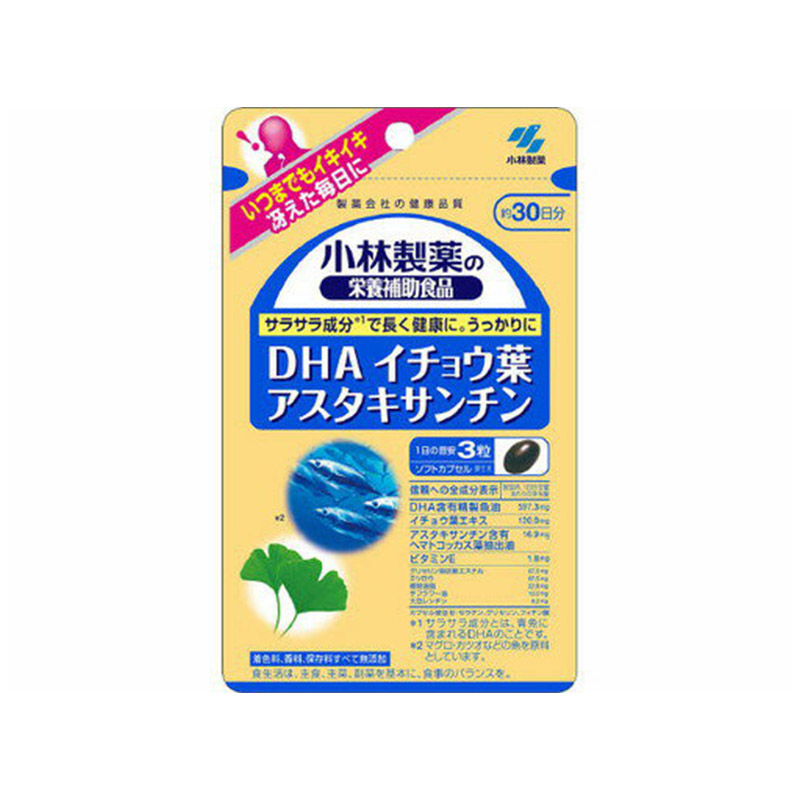 いつまでもイキイキ
冴えた毎日に
小林製薬
製薬会社の健康品質
約30日分
小林製薬の
栄養補助食品
サラサラ成分※1で長く健康に。うっかりに
DHA イチョウ葉
アスタキサンチン
1日の目安 3粒
ソフトカプセル
信頼への全成分表示
DHA含有精製魚油
イチョウ葉エキス
アスタキサンチン含有
ヘマトコッカス藻抽出油
ビタミンE
※1 サラサラ成分とは、青魚に
含まれるDHAのことです。
※2
※2 マグロ・カツオなどの魚を原料
としています。
着色料、香料、保存料すべて無添加
食生活は、主食、主菜、副菜を基本に、食事のバランスを。